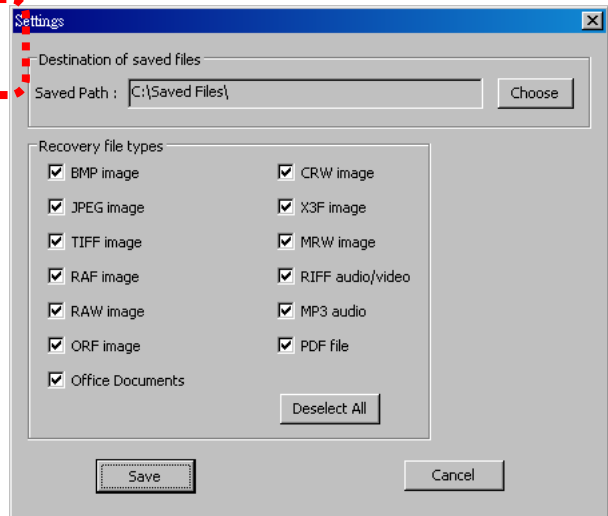 Settings
Destination of saved files
Saved Path : C:\Saved Files\ Choose
Recovery file types
BMP image CRW image
JPEG image X3F image
TIFF image MRW image
RAF image RIFF audio/video
RAW image MP3 audio
ORF image PDF file
Office Documents
Deselect All
Save Cancel